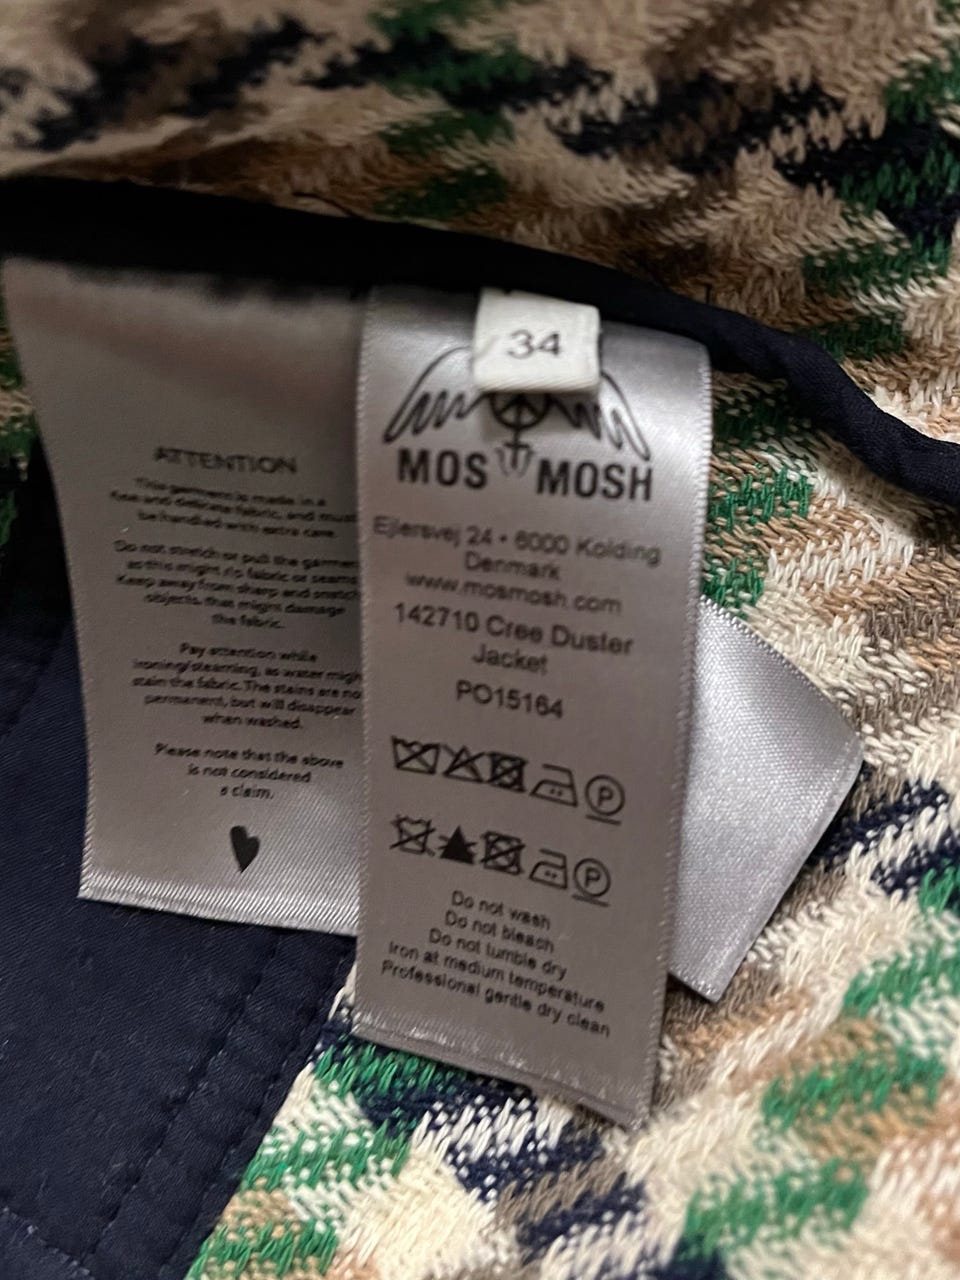 ATTENTION
This garment is made in a
fine and delicate fabric, and must
be handled with extra care.
Do not stretch or pull the garment
as this might rip fabric or seams
Keep away from sharp and
objects, that might damage
the fabric.
Pay attention while
ironing/steaming, as water migh
stain the fabric. The stains are no
permanent, but will disappear
when washed.
Please note that the above
is not considered
a claim.
34
MOS MOSH
Ejlersvej 24 • 6000 Kolding
Denmark
www.mosmosh.com
142710 Cree Duster
Jacket
PO15164
P
P
Do not wash
Do not bleach
Do not tumble dry
Iron at medium temperature
Professional gentle dry clean